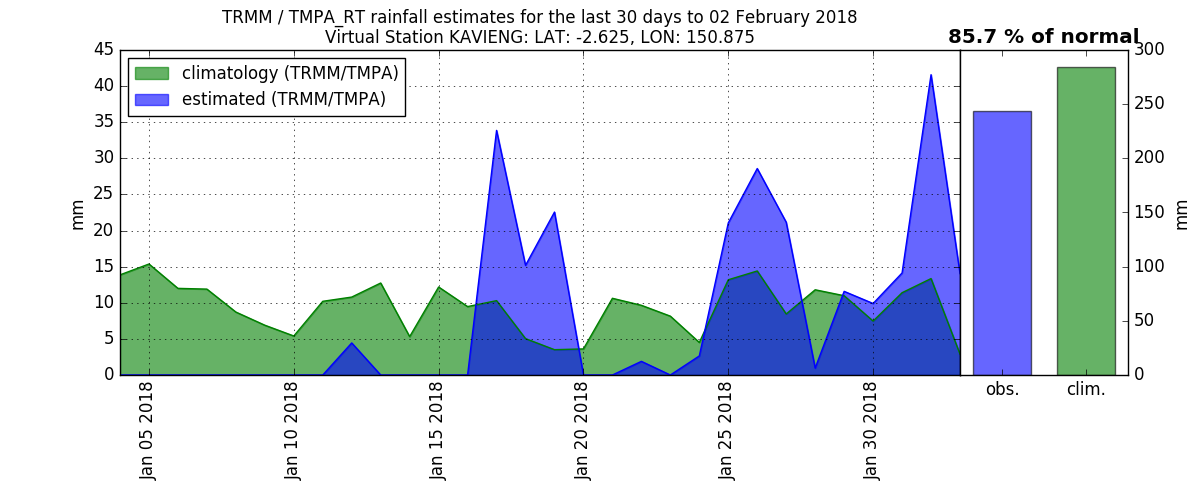 TRMM / TMPA_RT rainfall estimates for the last 30 days to 02 February 2018
Virtual Station KAVIENG: LAT: -2.625, LON: 150.875
85.7 % of normal
climatology (TRMM/TMPA)
estimated (TRMM/TMPA)
45
40
35
30
25
20
15
10
5
0
mm
Jan 05 2018
Jan 10 2018
Jan 15 2018
Jan 20 2018
Jan 25 2018
Jan 30 2018
obs.
clim.
300
250
200
150
100
50
0
mm